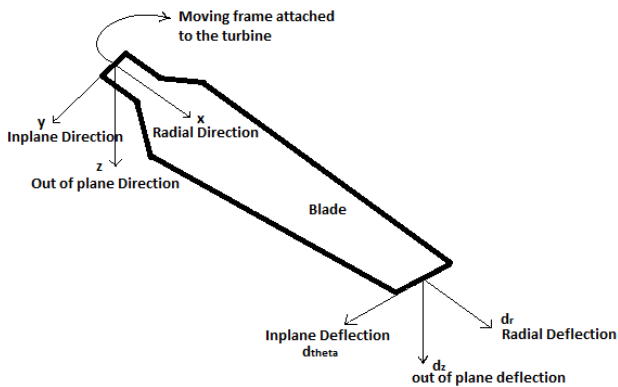 Moving frame attached
to the turbine
y
Inplane Direction
x
Radial Direction
z
Out of plane Direction
Blade
Inplane Deflection
dtheta
dr
Radial Deflection
dz
out of plane deflection